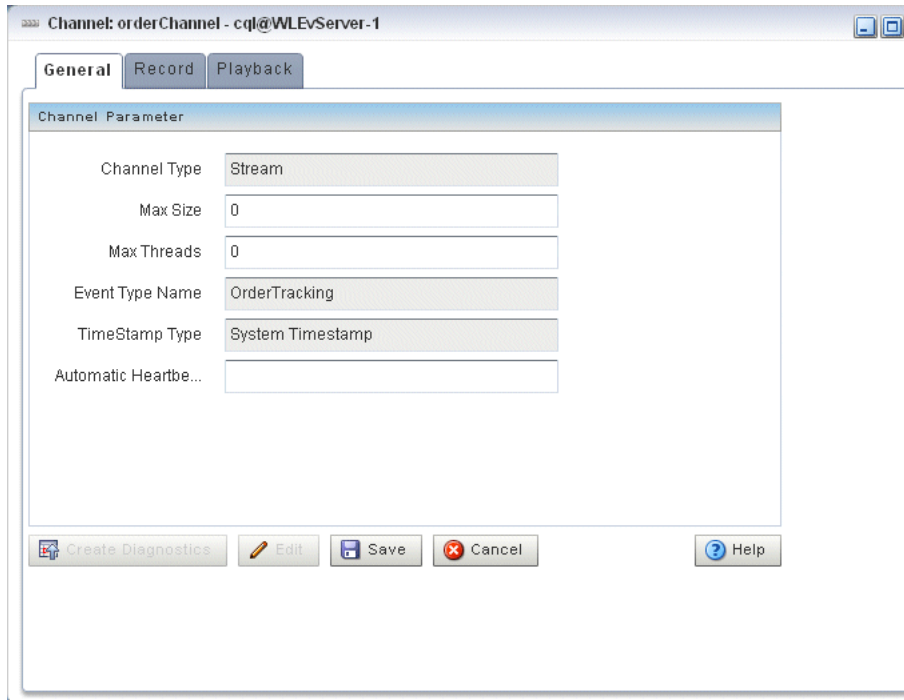 Channel: orderChannel - cql@WLEvServer-1
General Record Playback
Channel Parameter
Channel Type Stream
Max Size 0
Max Threads 0
Event Type Name OrderTracking
TimeStamp Type System Timestamp
Automatic Heartbe...
Create Diagnostics Edit Save Cancel Help